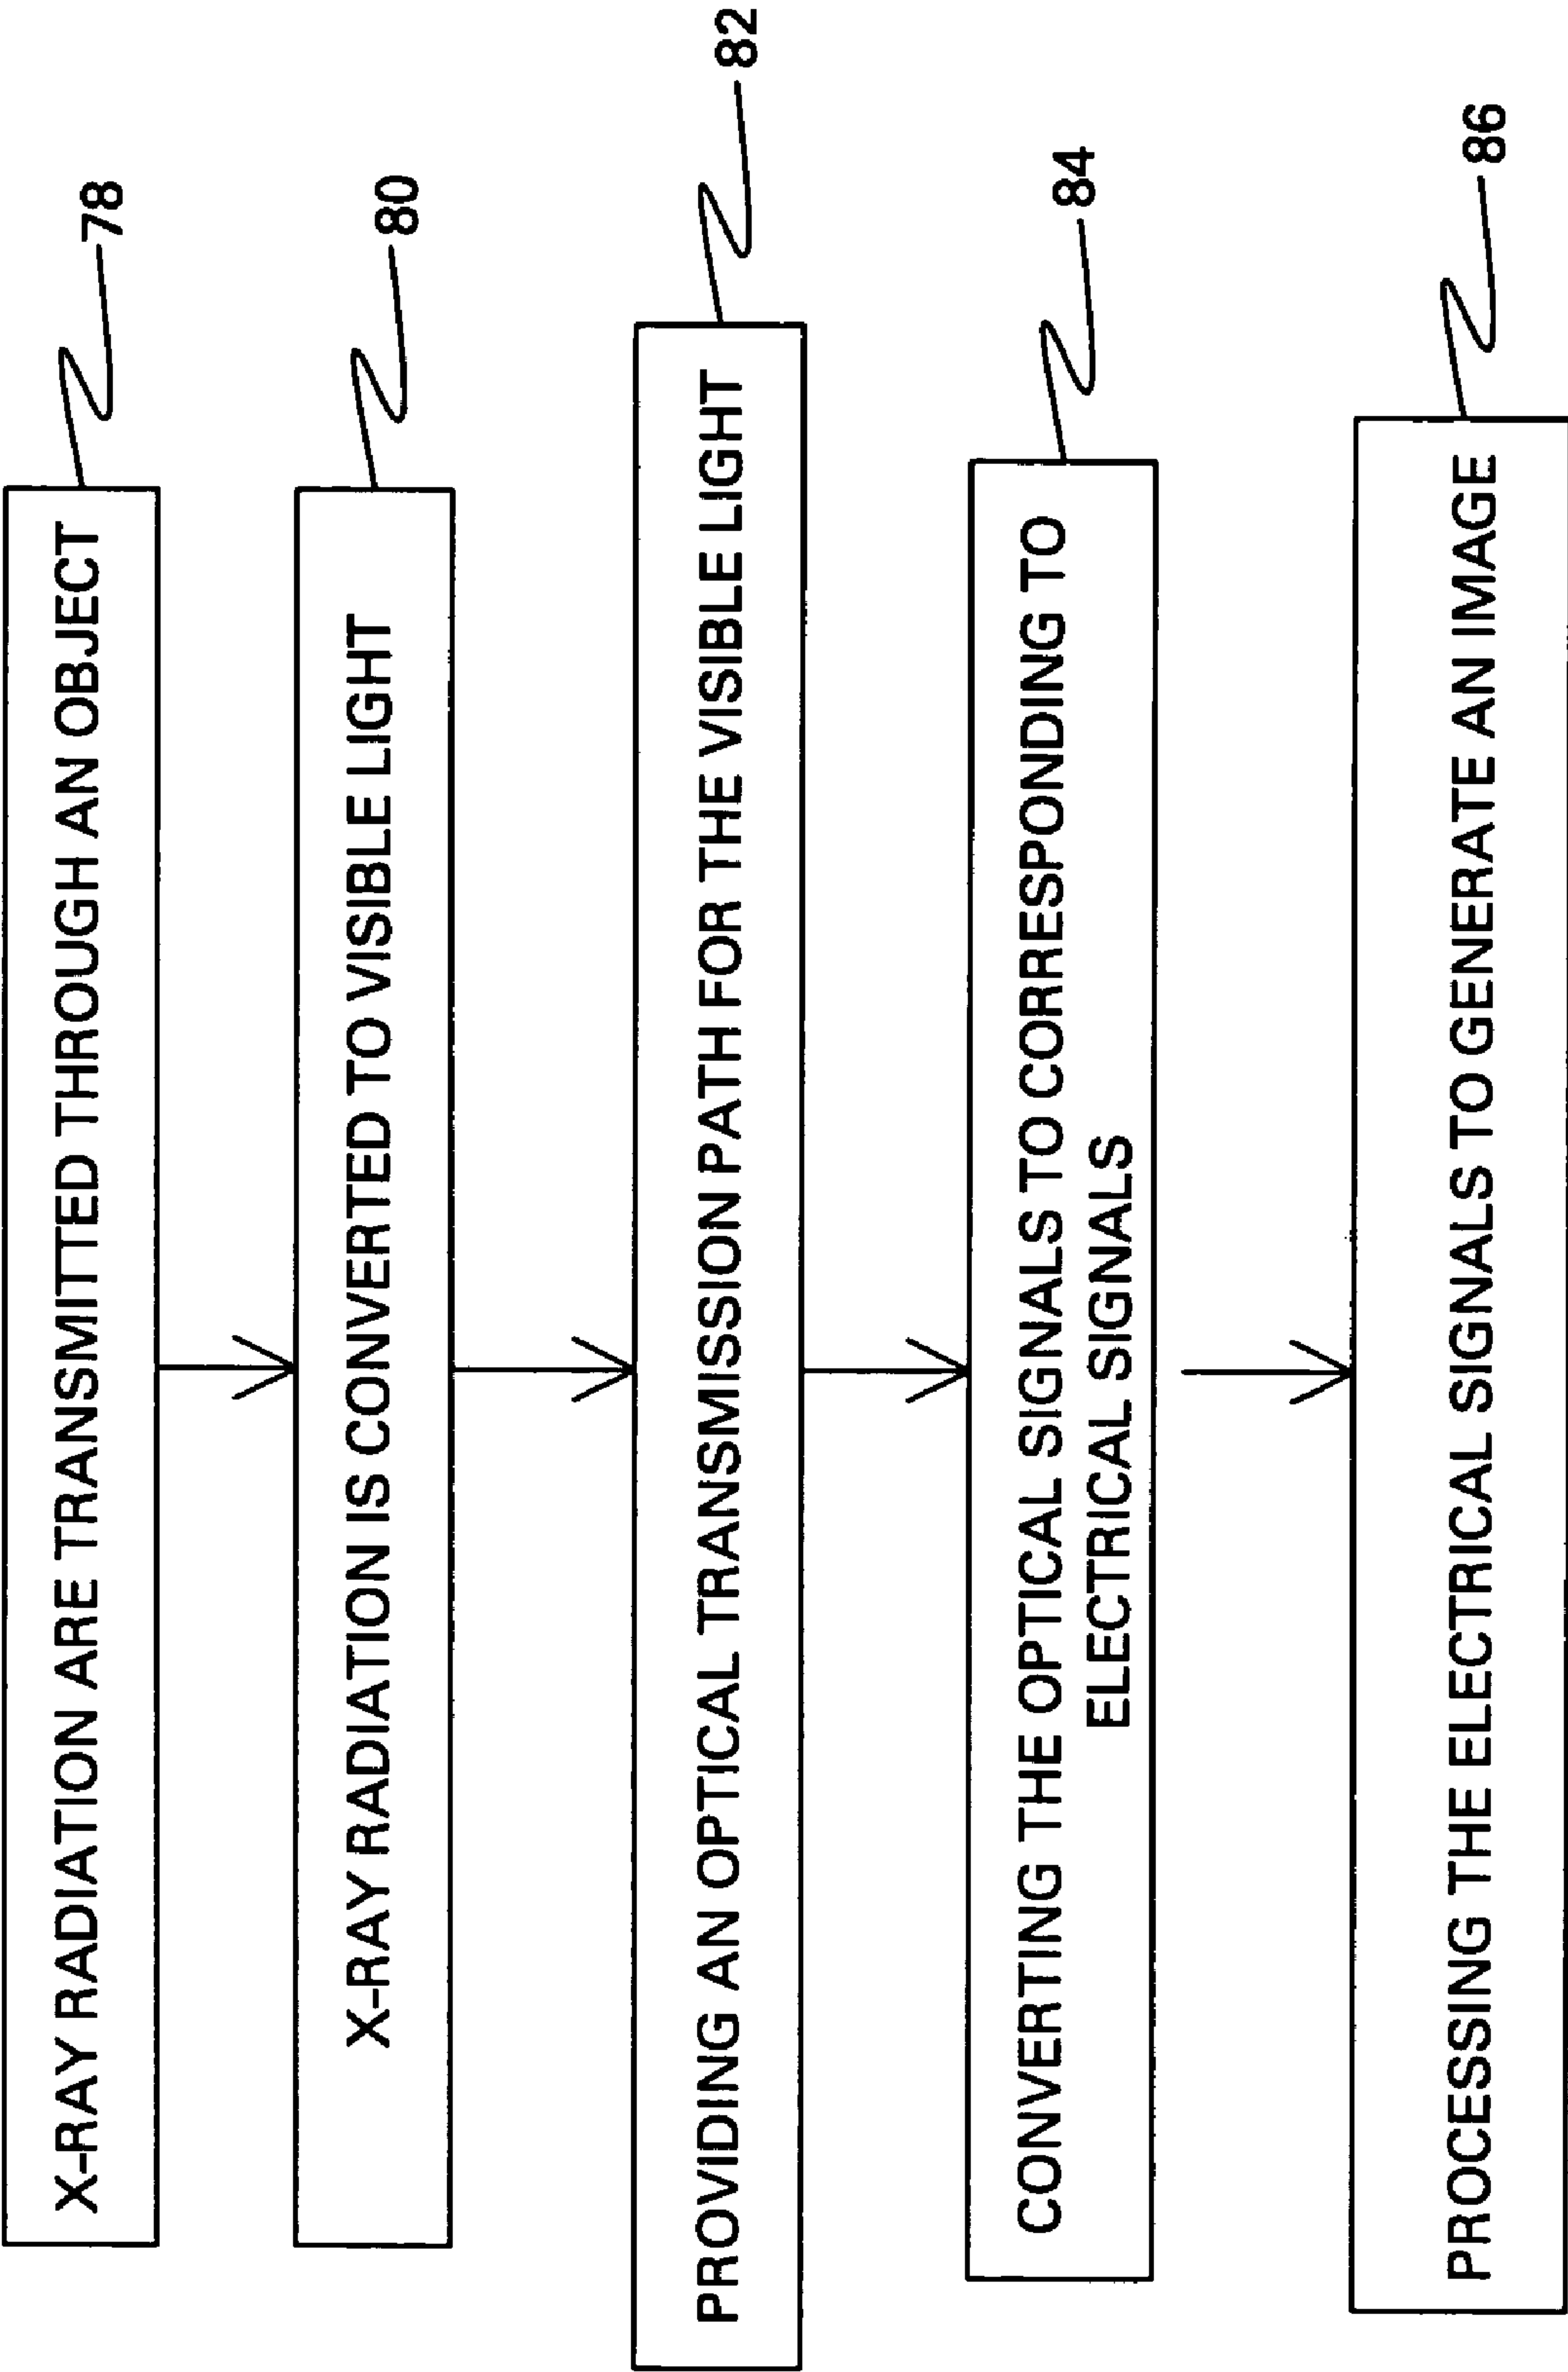 X-RAY RADIATION ARE TRANSMITTED THROUGH AN OBJECT
78
X-RAY RADIATION IS CONVERTED TO VISIBLE LIGHT
80
PROVIDING AN OPTICAL TRANSMISSION PATH FOR THE VISIBLE LIGHT
82
CONVERTING THE OPTICAL SIGNALS TO CORRESPONDING TO
ELECTRICAL SIGNALS
84
PROCESSING THE ELECTRICAL SIGNALS TO GENERATE AN IMAGE
86